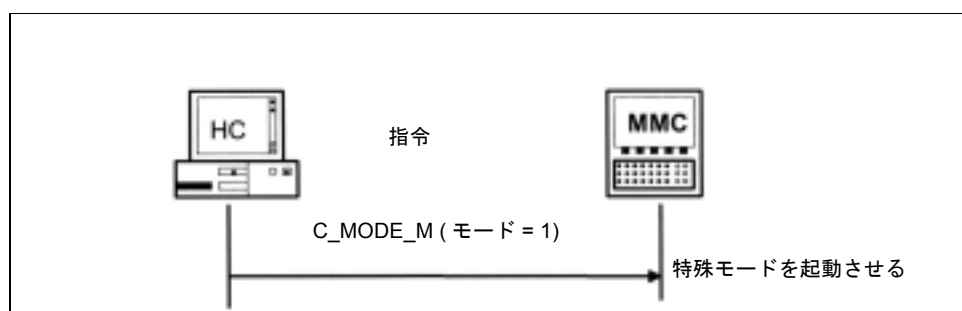 HC
指令
MMC
C_MODE_M ( モード = 1)
特殊モードを起動させる